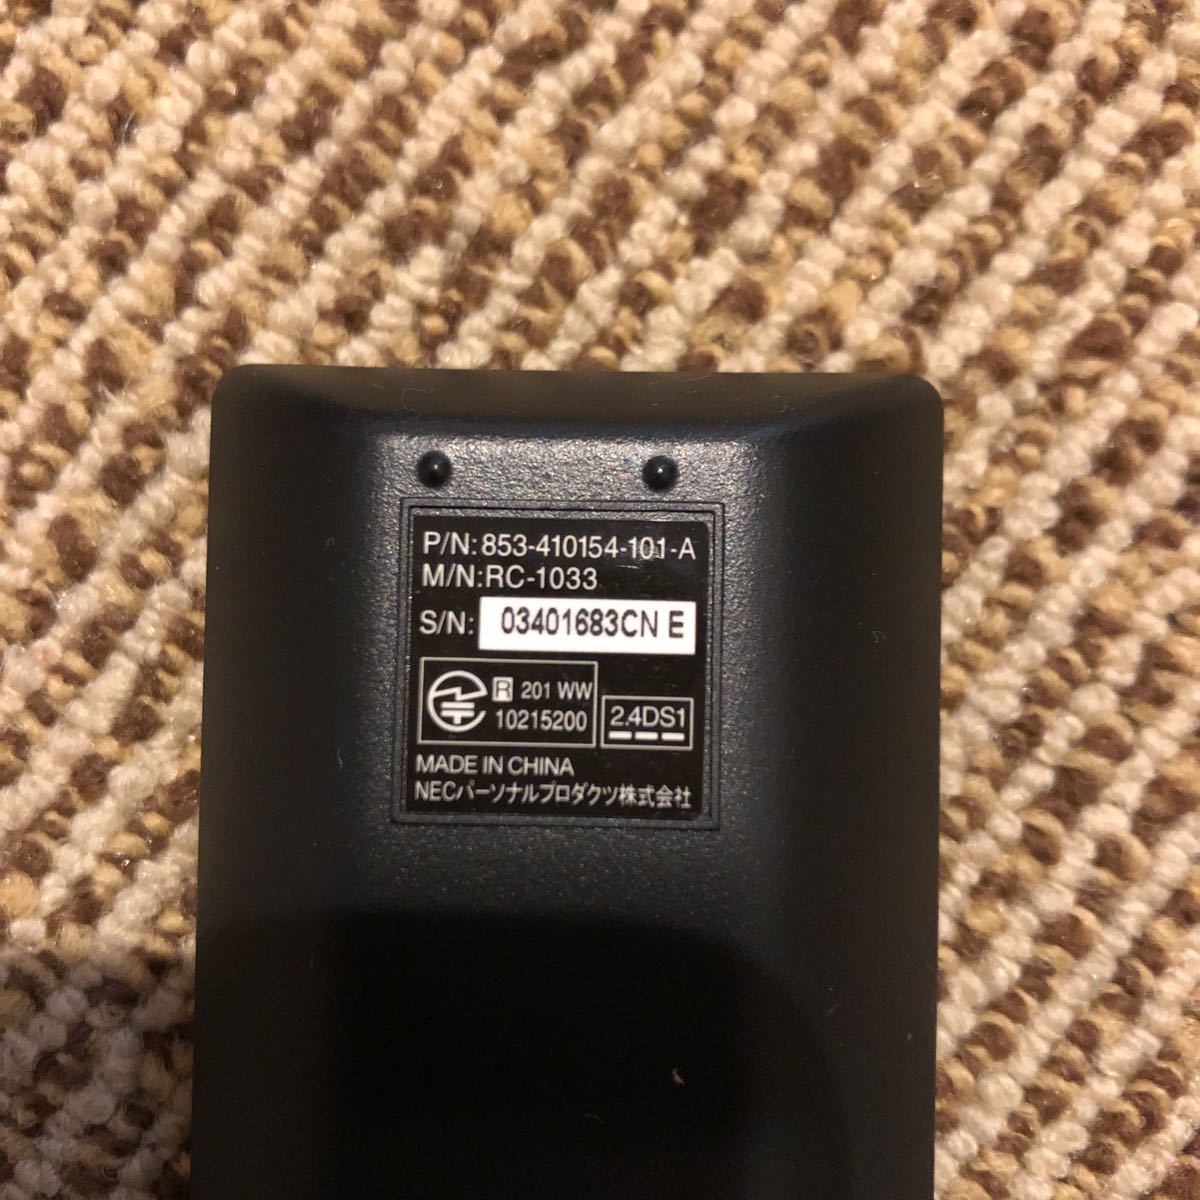 P/N:853-410154-101-A
M/N:RC-1033
S/N: 03401683CN E
R 201 WW
10215200
2.4DS1
MADE IN CHINA
NECパーソナルプロダクツ株式会社